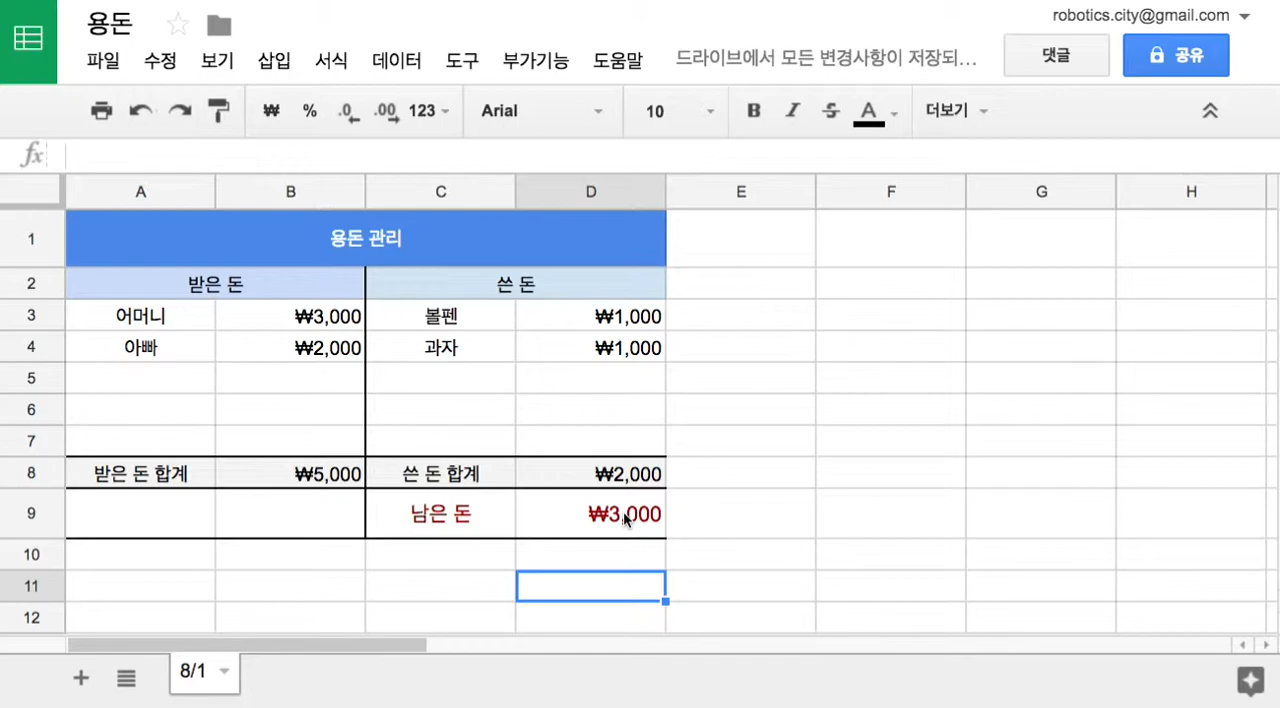 용돈
robotics.city@gmail.com
파일 수정 보기 삽입 서식 데이터 도구 부가기능 도움말 드라이브에서 모든 변경사항이 저장되... 댓글 공유
₩ % .0 .00 123 Arial 10 B I S A 더보기
fx
A B C D E F G H
1 용돈 관리
2 받은 돈 쓴 돈
3 어머니 ₩3,000 볼펜 ₩1,000
4 아빠 ₩2,000 과자 ₩1,000
5
6
7
8 받은 돈 합계 ₩5,000 쓴 돈 합계 ₩2,000
9 남은 돈 ₩3,000
10
11
12
8/1